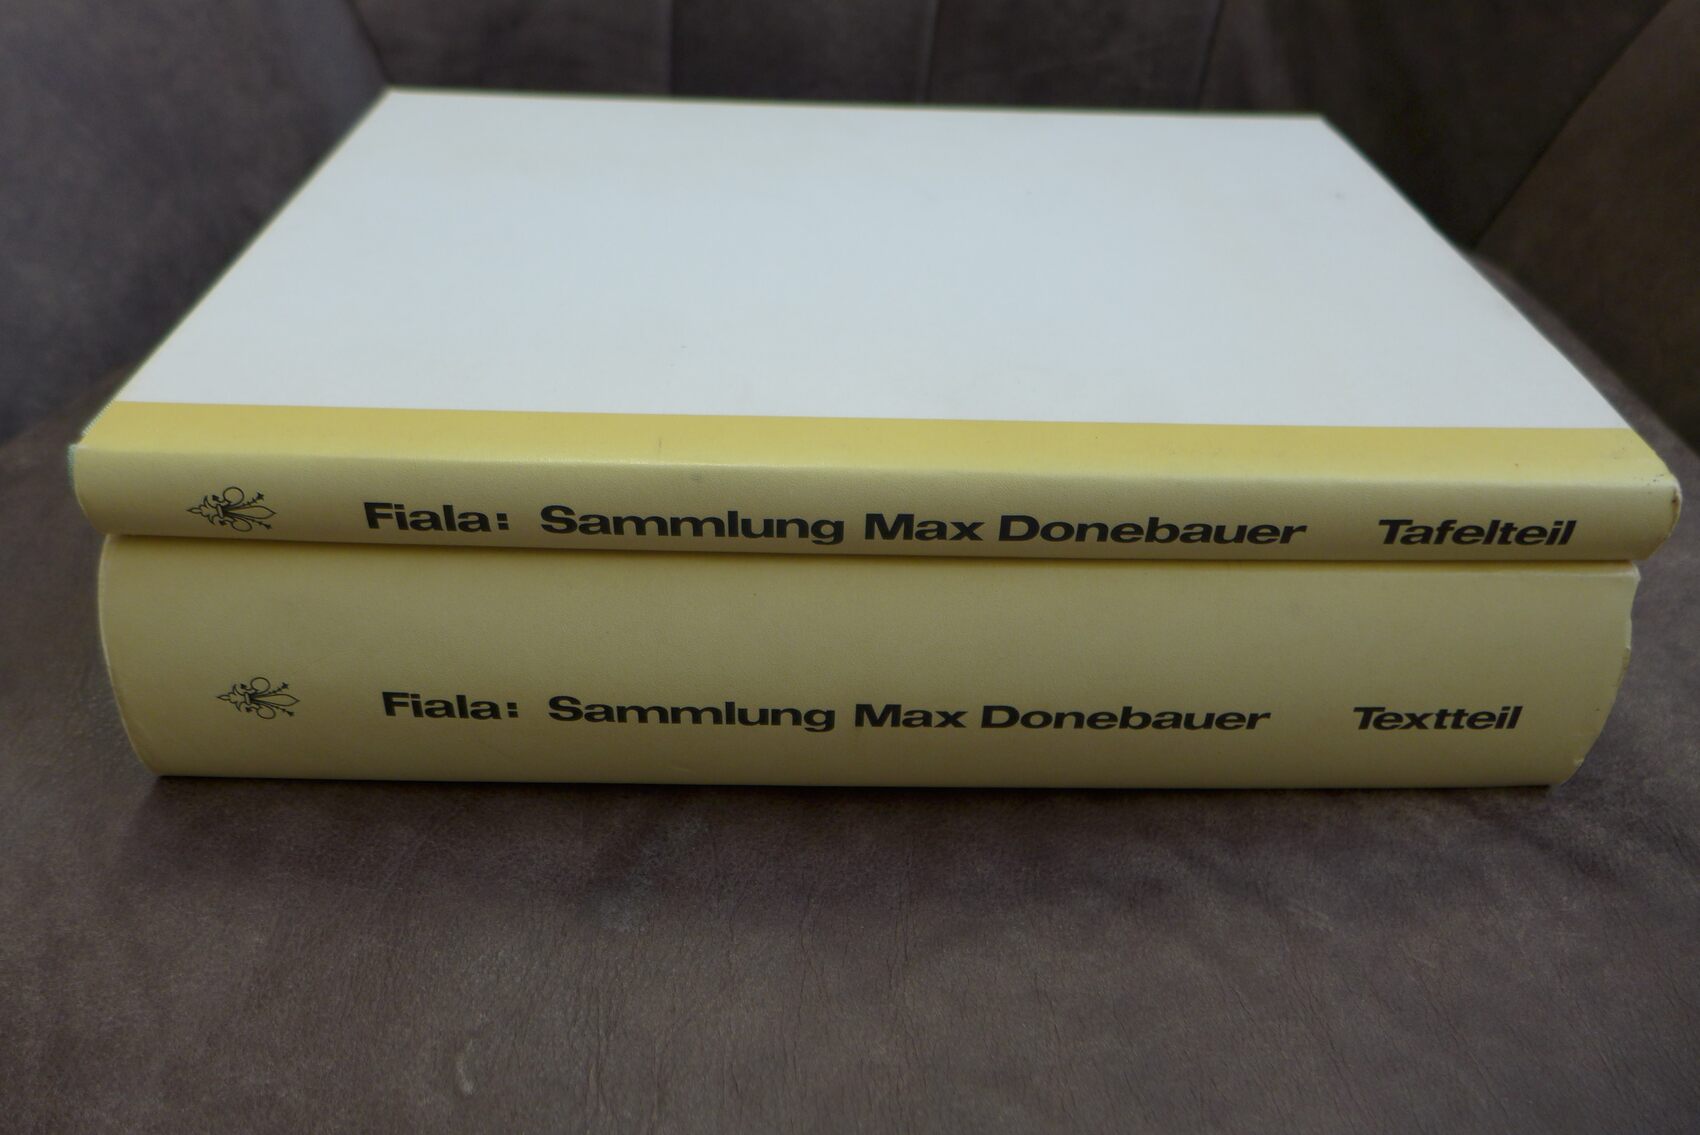 Fiala: Sammlung Max Donebauer Tafelteil
Fiala: Sammlung Max Donebauer Textteil